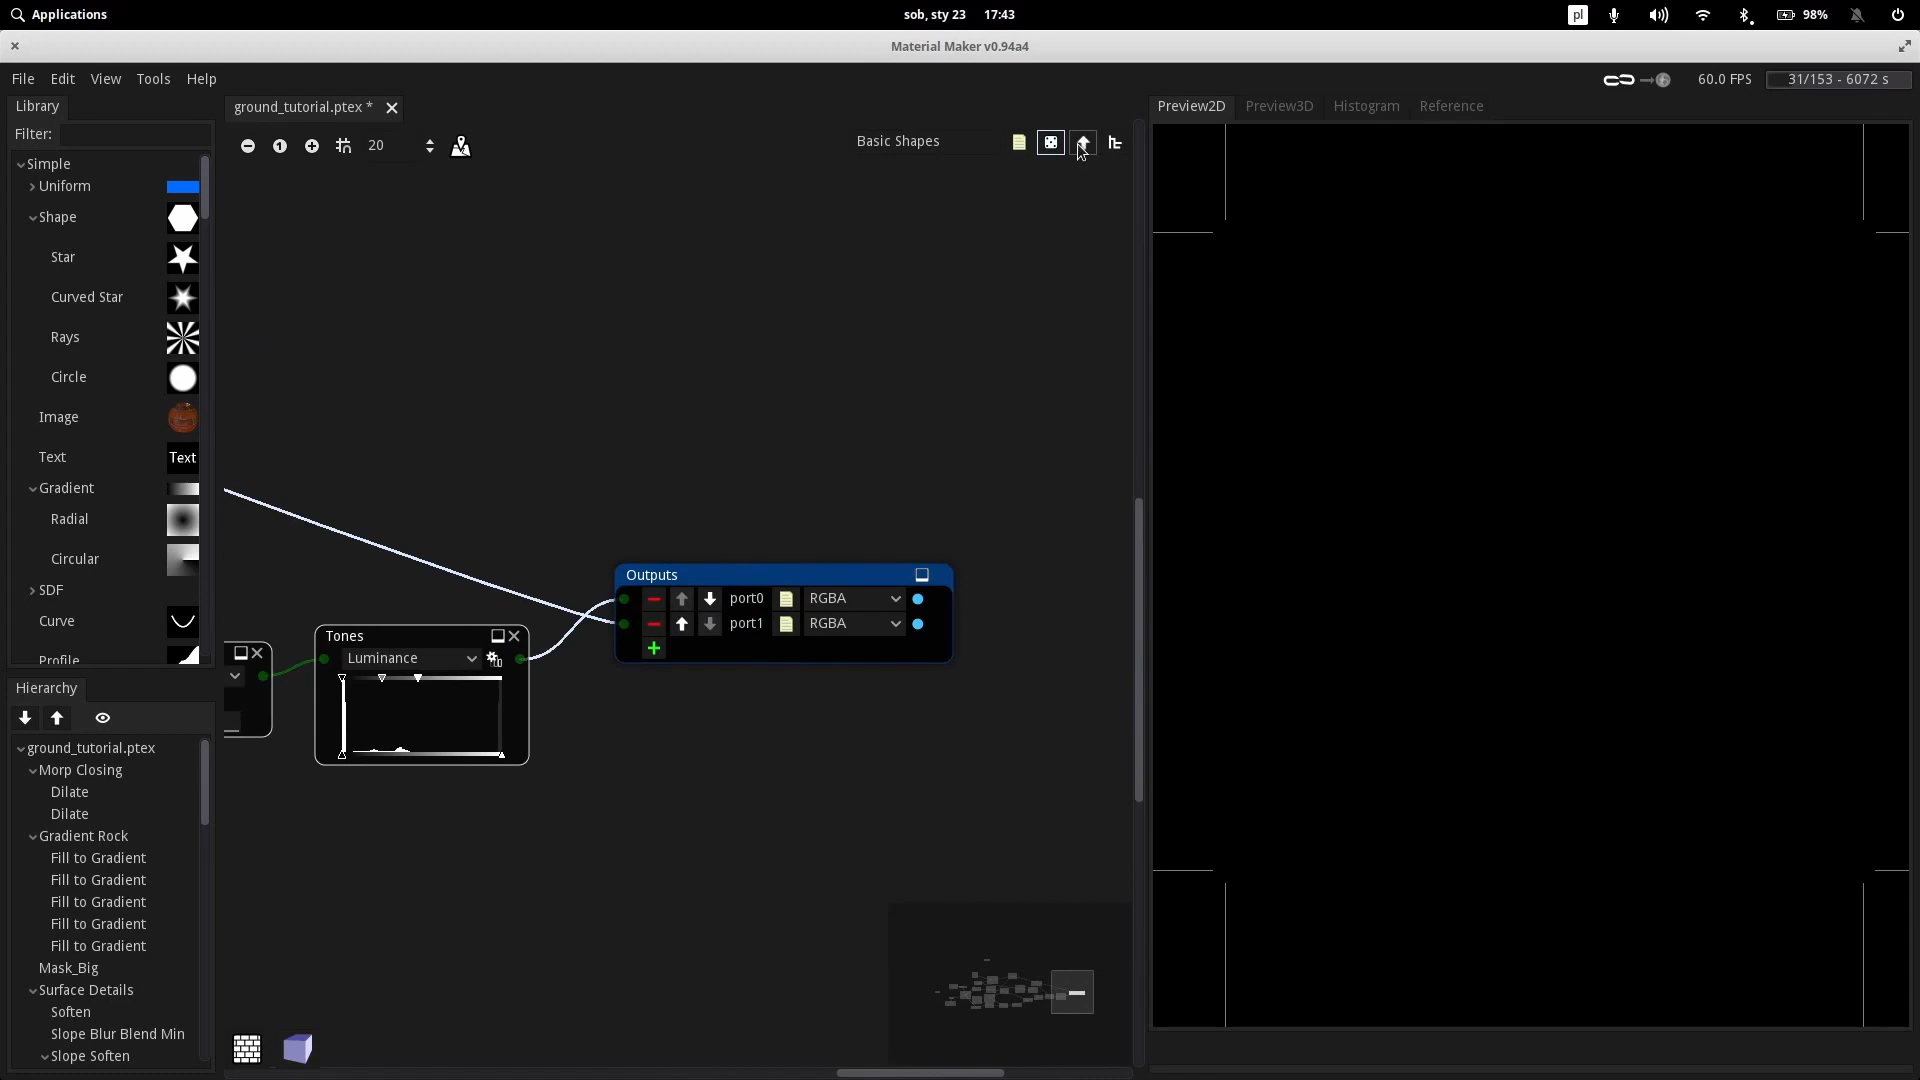 Applications
sob, sty 23 17:43
pl
98%
Material Maker v0.94a4
File Edit View Tools Help
60.0 FPS
31/153 - 6072 s
Library
Filter:
Simple
Uniform
Shape
Star
Curved Star
Rays
Circle
Image
Text
Text
Gradient
Radial
Circular
SDF
Curve
Profile
Hierarchy
ground_tutorial.ptex
Morp Closing
Dilate
Dilate
Gradient Rock
Fill to Gradient
Fill to Gradient
Fill to Gradient
Fill to Gradient
Fill to Gradient
Mask_Big
Surface Details
Soften
Slope Blur Blend Min
Slope Soften
ground_tutorial.ptex *
1
20
Basic Shapes
Tones
Luminance
Outputs
port0 RGBA
port1 RGBA
Preview2D Preview3D Histogram Reference